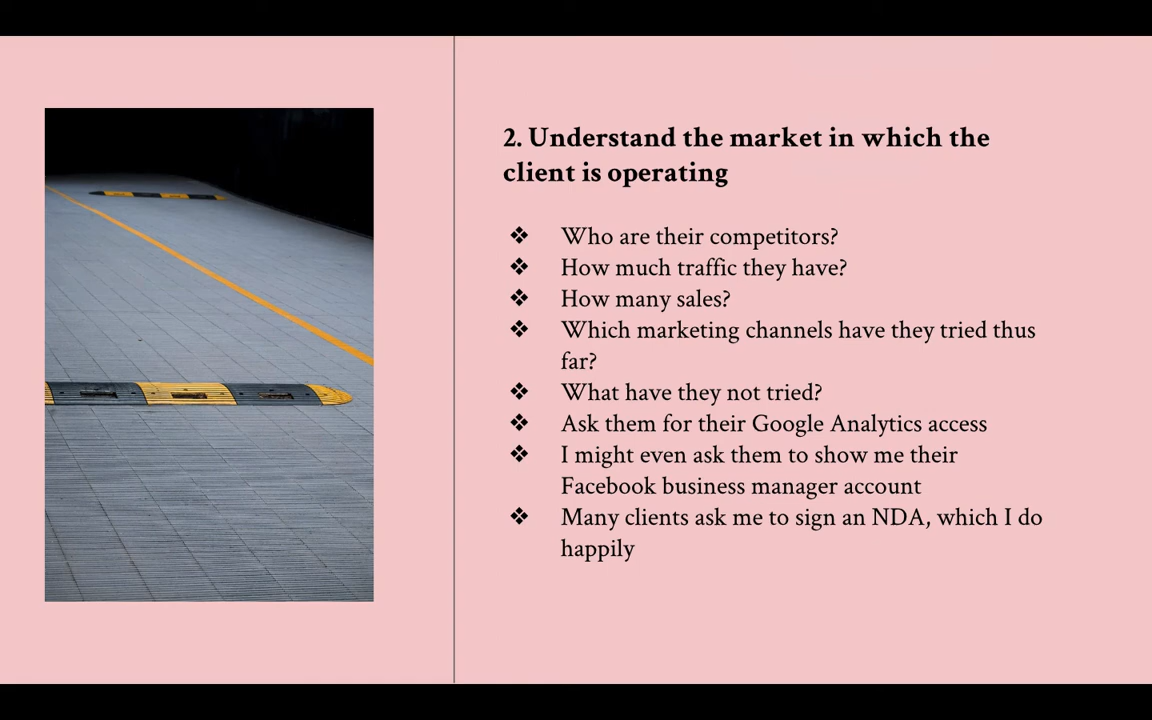 2. Understand the market in which the
client is operating
❖ Who are their competitors?
❖ How much traffic they have?
❖ How many sales?
❖ Which marketing channels have they tried thus
far?
❖ What have they not tried?
❖ Ask them for their Google Analytics access
❖ I might even ask them to show me their
Facebook business manager account
❖ Many clients ask me to sign an NDA, which I do
happily